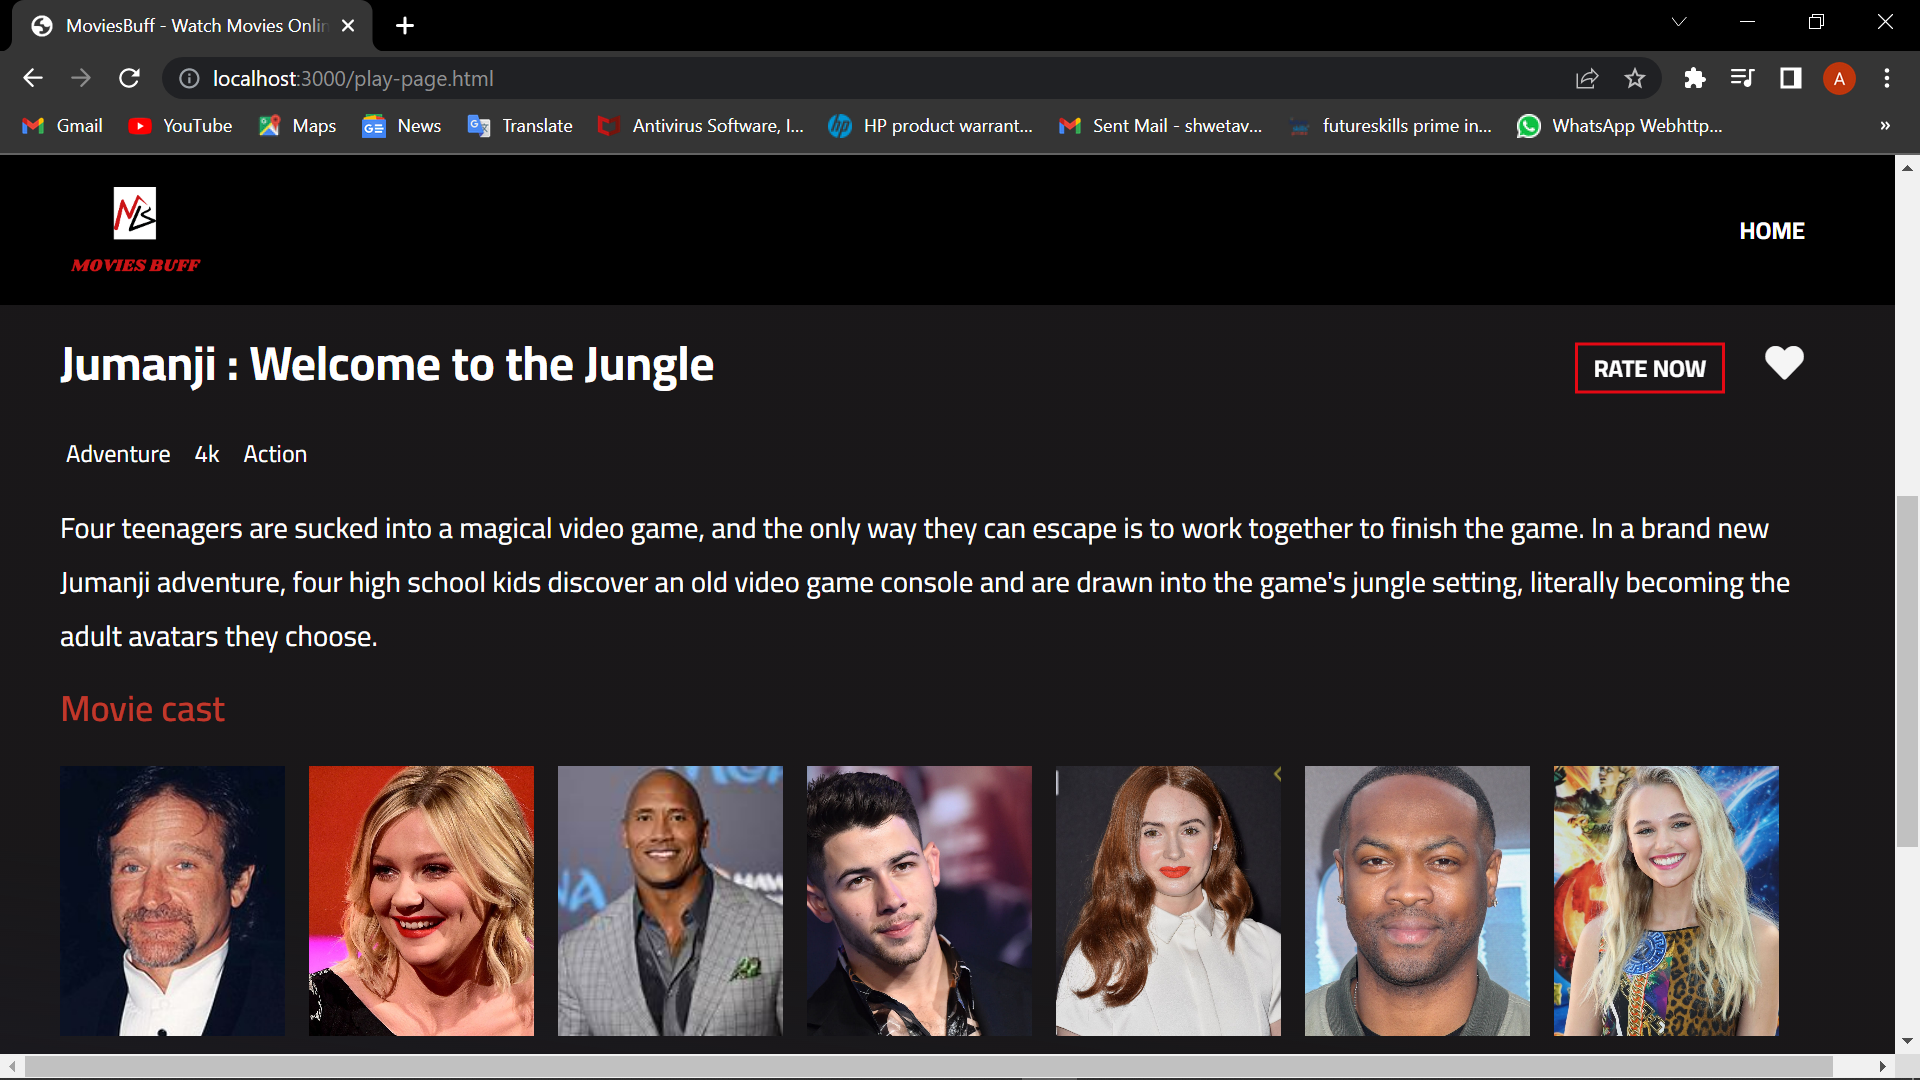 MoviesBuff - Watch Movies Onlin
localhost:3000/play-page.html
A
Gmail
YouTube
Maps
News
Translate
Antivirus Software, I...
HP product warrant...
Sent Mail - shwetav...
futureskills prime in...
WhatsApp Webhttp...
»
MB
MOVIES BUFF
HOME
Jumanji : Welcome to the Jungle
RATE NOW
Adventure 4k Action
Four teenagers are sucked into a magical video game, and the only way they can escape is to work together to finish the game. In a brand new
Jumanji adventure, four high school kids discover an old video game console and are drawn into the game's jungle setting, literally becoming the
adult avatars they choose.
Movie cast